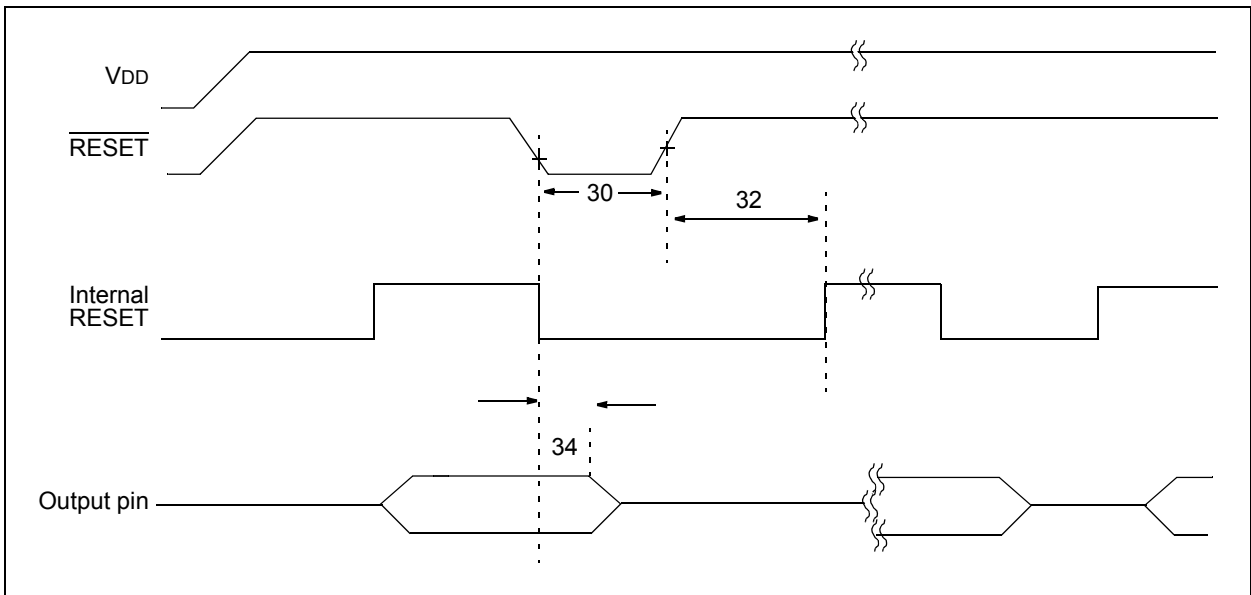 VDD
RESET
30
32
Internal
RESET
34
Output pin